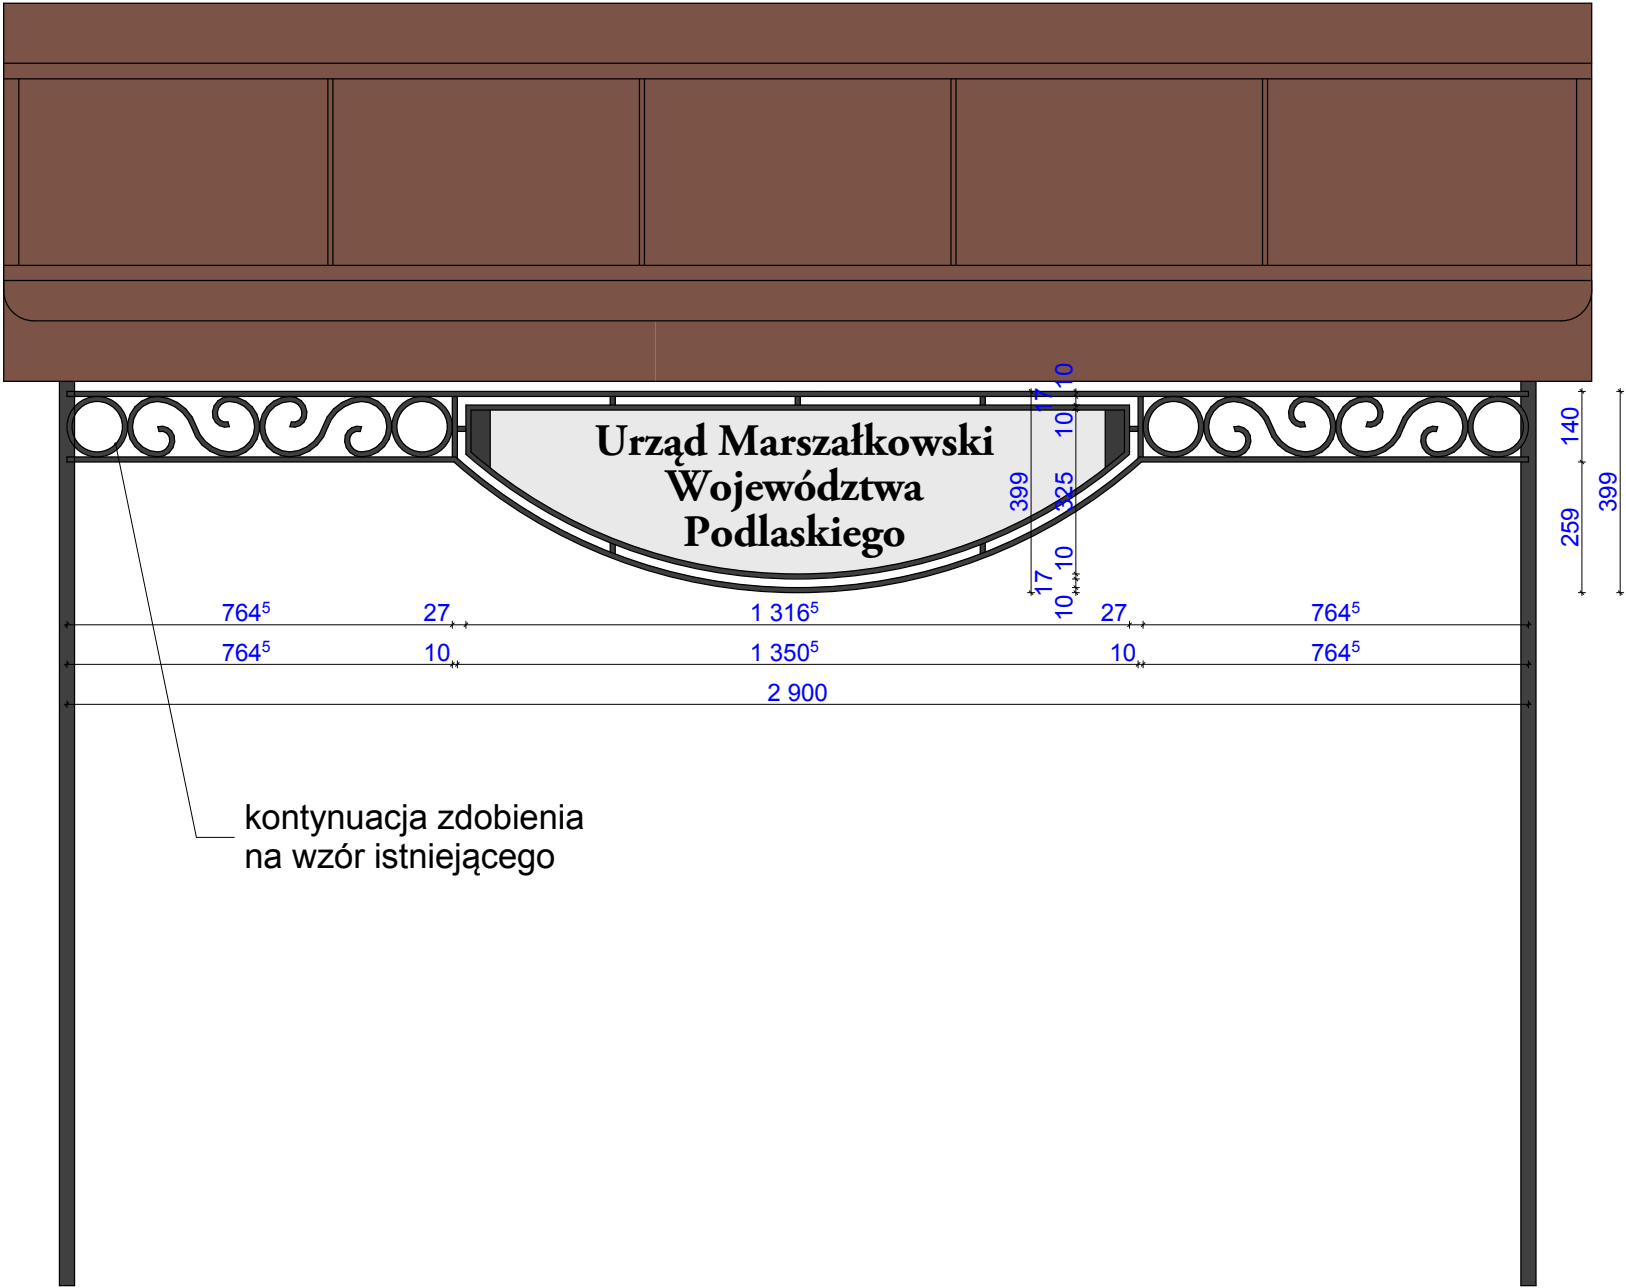 Urząd Marszałkowski
Województwa
Podlaskiego
10
17
10
399
325
10
17
10
140
259
399
764⁵ 27 1 316⁵ 27 764⁵
764⁵ 10 1 350⁵ 10 764⁵
2 900
kontynuacja zdobienia
na wzór istniejącego